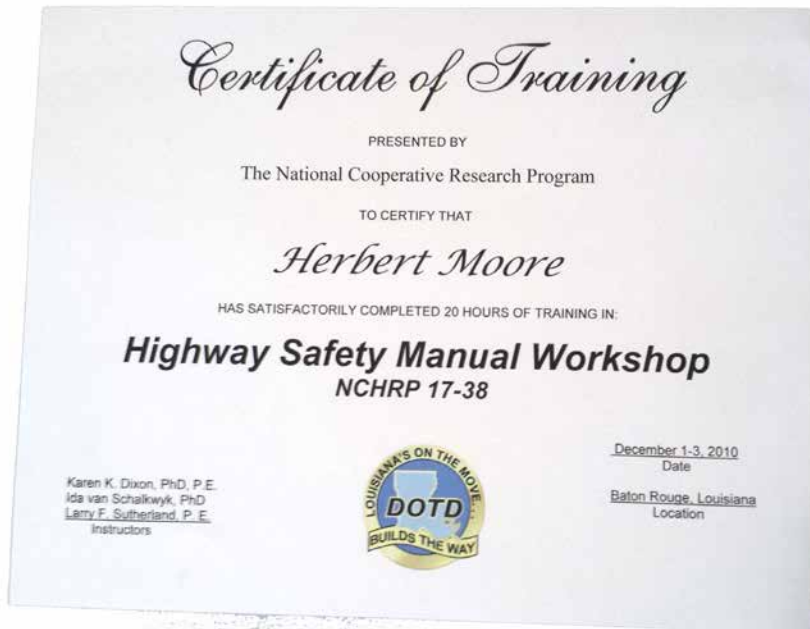 Certificate of Training
PRESENTED BY
The National Cooperative Research Program
TO CERTIFY THAT
Herbert Moore
HAS SATISFACTORILY COMPLETED 20 HOURS OF TRAINING IN:
Highway Safety Manual Workshop
NCHRP 17-38
Karen K. Dixon, PhD, P.E.
Ida van Schalkwyk, PhD
Larry F. Sutherland, P. E.
Instructors
LOUISIANA'S ON THE MOVE...
DOTD
BUILDS THE WAY
December 1-3, 2010
Date
Baton Rouge, Louisiana
Location